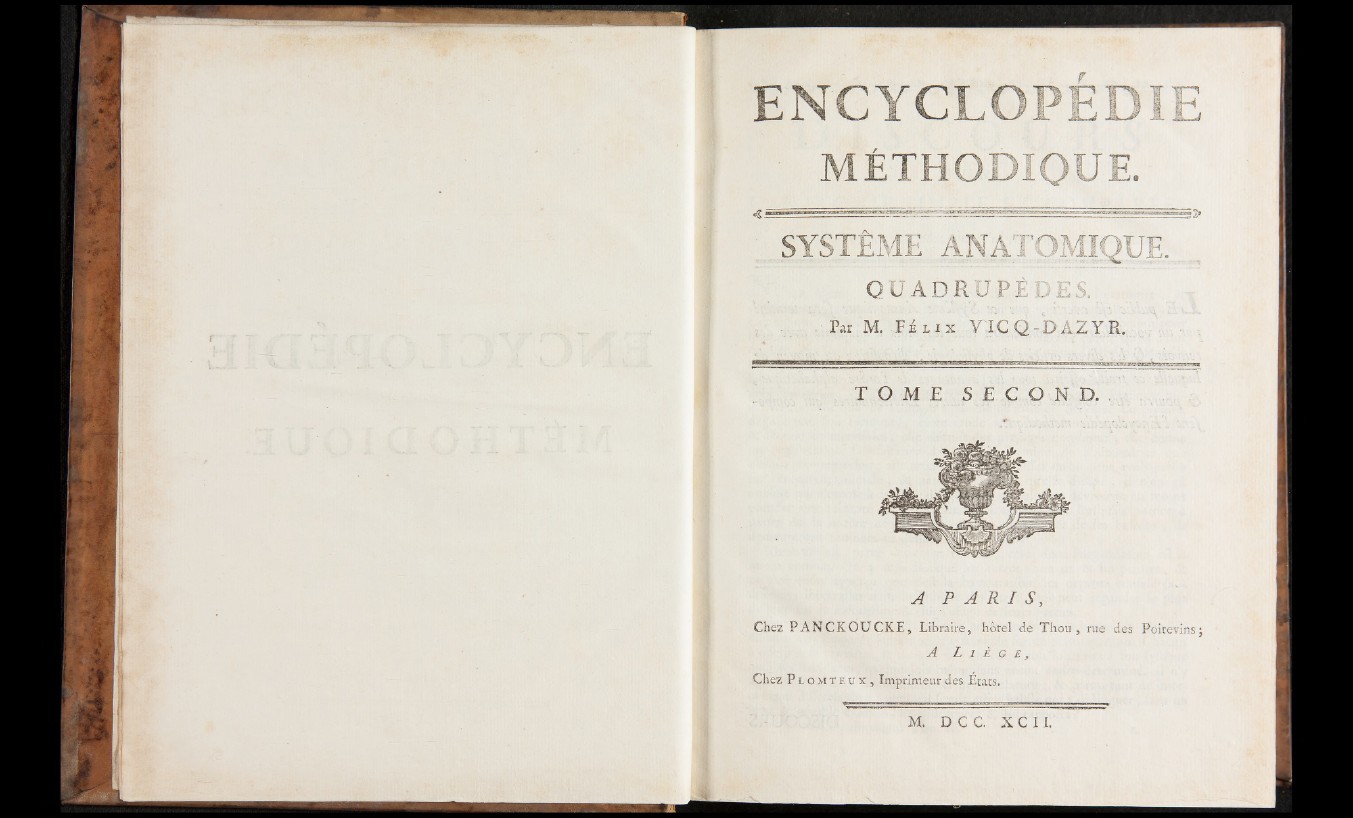 ENCYCLOPÉDIE
MÉTHODIQUE.
SYSTÊME ANATOMIQUE.
QUADRUPÈDES.
Par M. FÉLIX VICQ-DAZYR.
TOME SECOND.
A PARIS,
Chez PANCKOUCKE, Libraire, hôtel de Thou, rue des Poitevins;
A LIÈGE,
Chez PLOMTEUX, Imprimeur des États.
M. DCC. XCII.